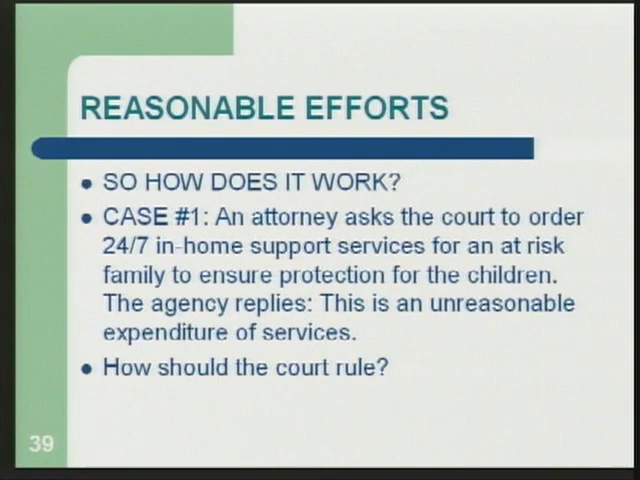 REASONABLE EFFORTS
SO HOW DOES IT WORK?
CASE #1: An attorney asks the court to order
24/7 in-home support services for an at risk
family to ensure protection for the children.
The agency replies: This is an unreasonable
expenditure of services.
How should the court rule?
39